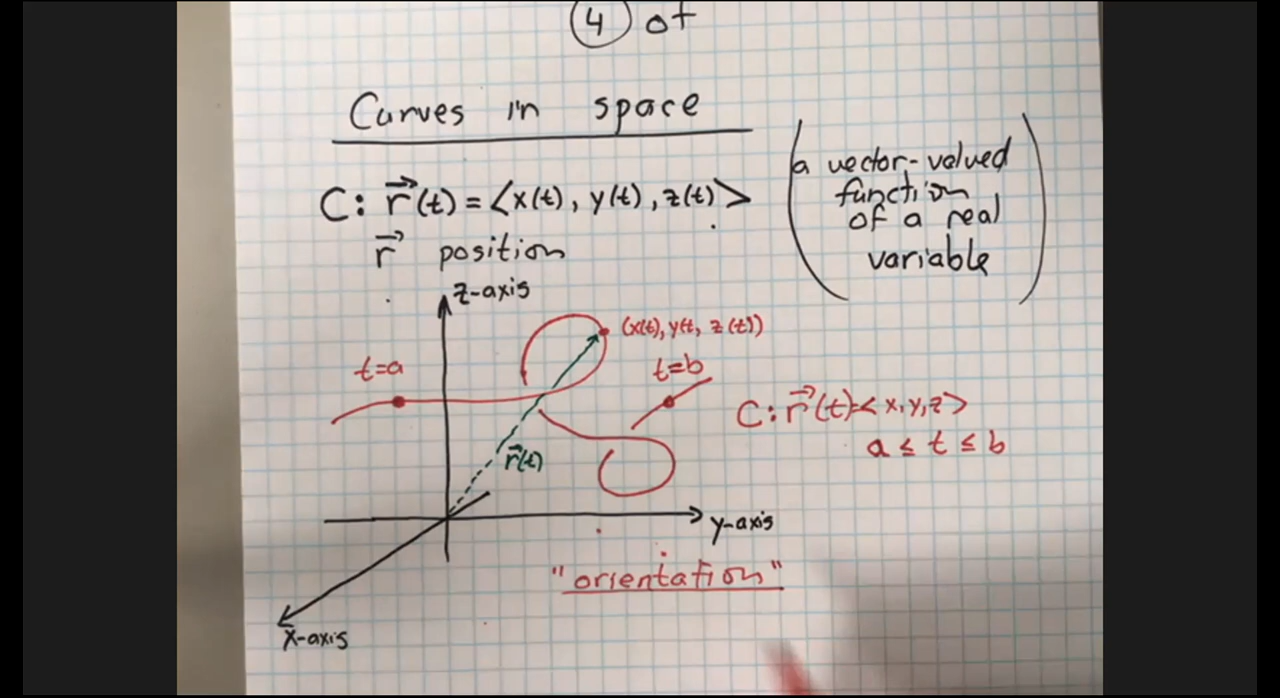 ④ of
Curves in space
C: r⃗(t) = <x(t), y(t), z(t)>
(a vector-valued
function
of a real
variable)
r⃗ position
z-axis
(x(t), y(t, z(t))
t=a
t=b
C: r⃗(t)=< x, y, z >
a ≤ t ≤ b
r⃗(t)
y-axis
"orientation"
x-axis